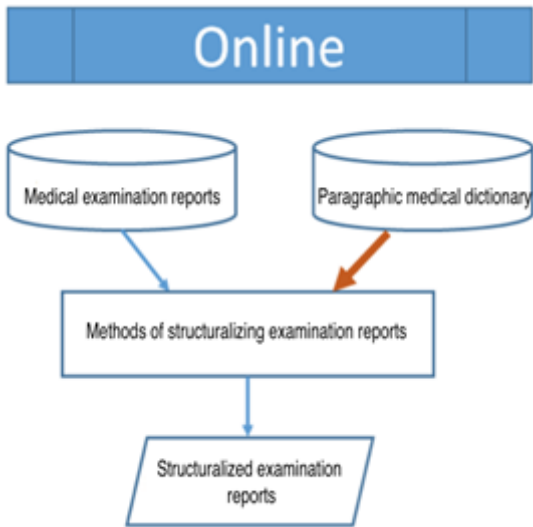 Online
Medical examination reports
Paragraphic medical dictionary
Methods of structuralizing examination reports
Structuralized examination
reports